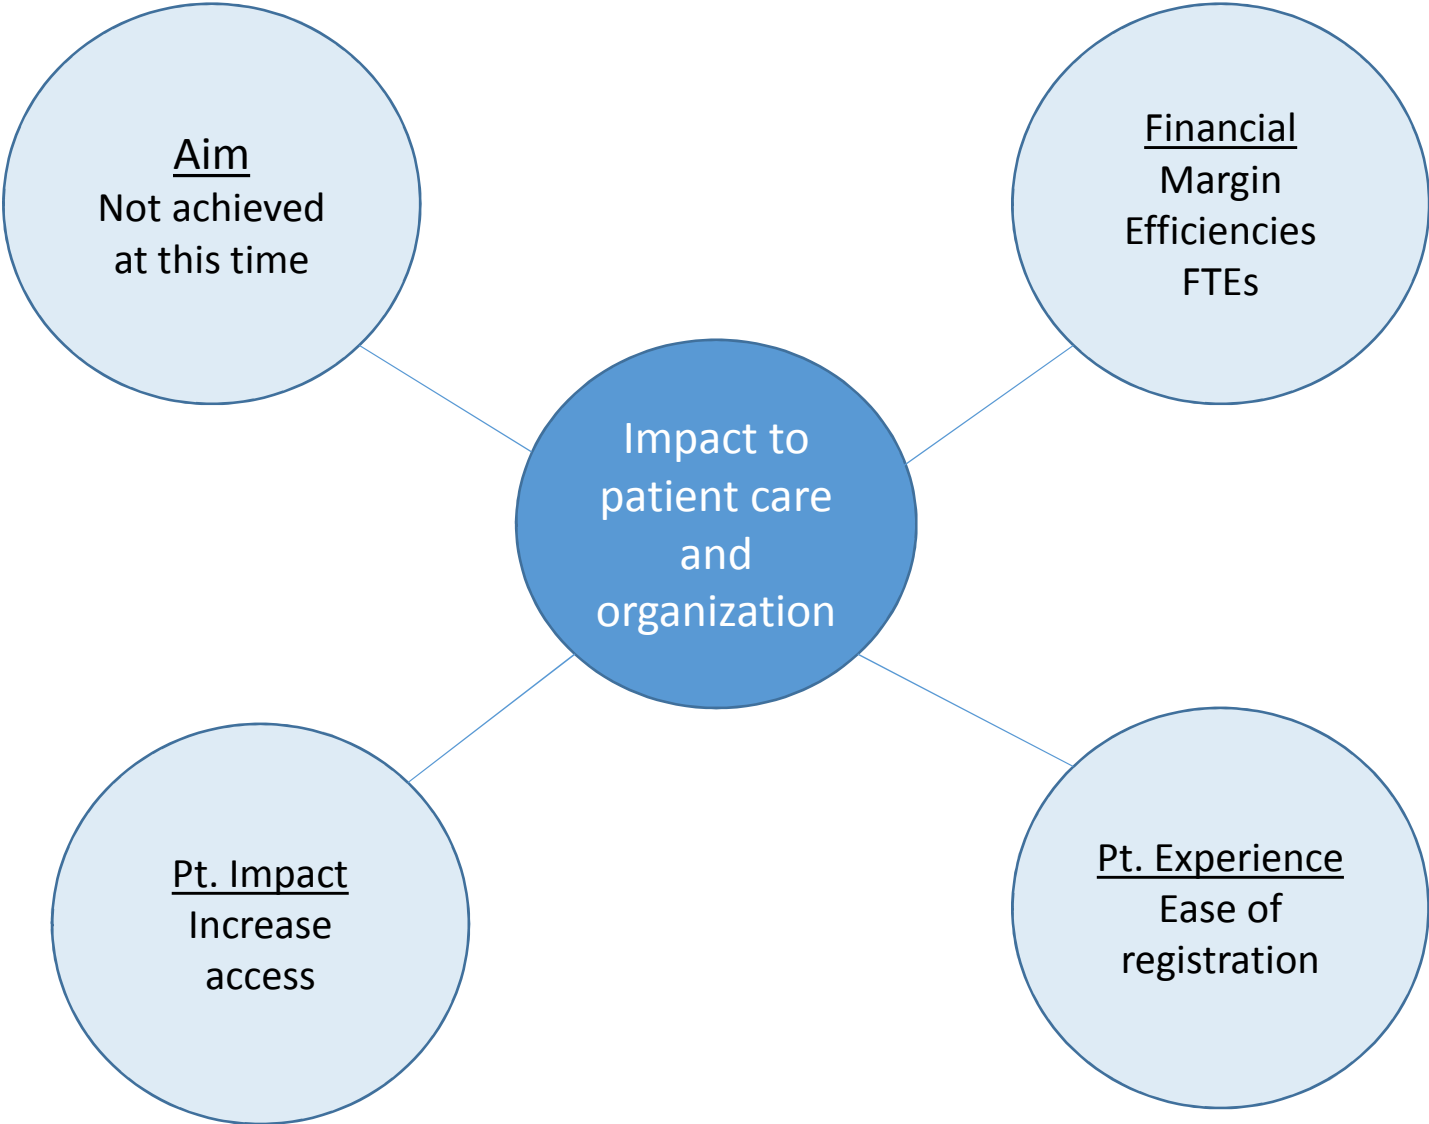 Aim
Not achieved
at this time
Financial
Margin
Efficiencies
FTEs
Impact to
patient care
and
organization
Pt. Impact
Increase
access
Pt. Experience
Ease of
registration